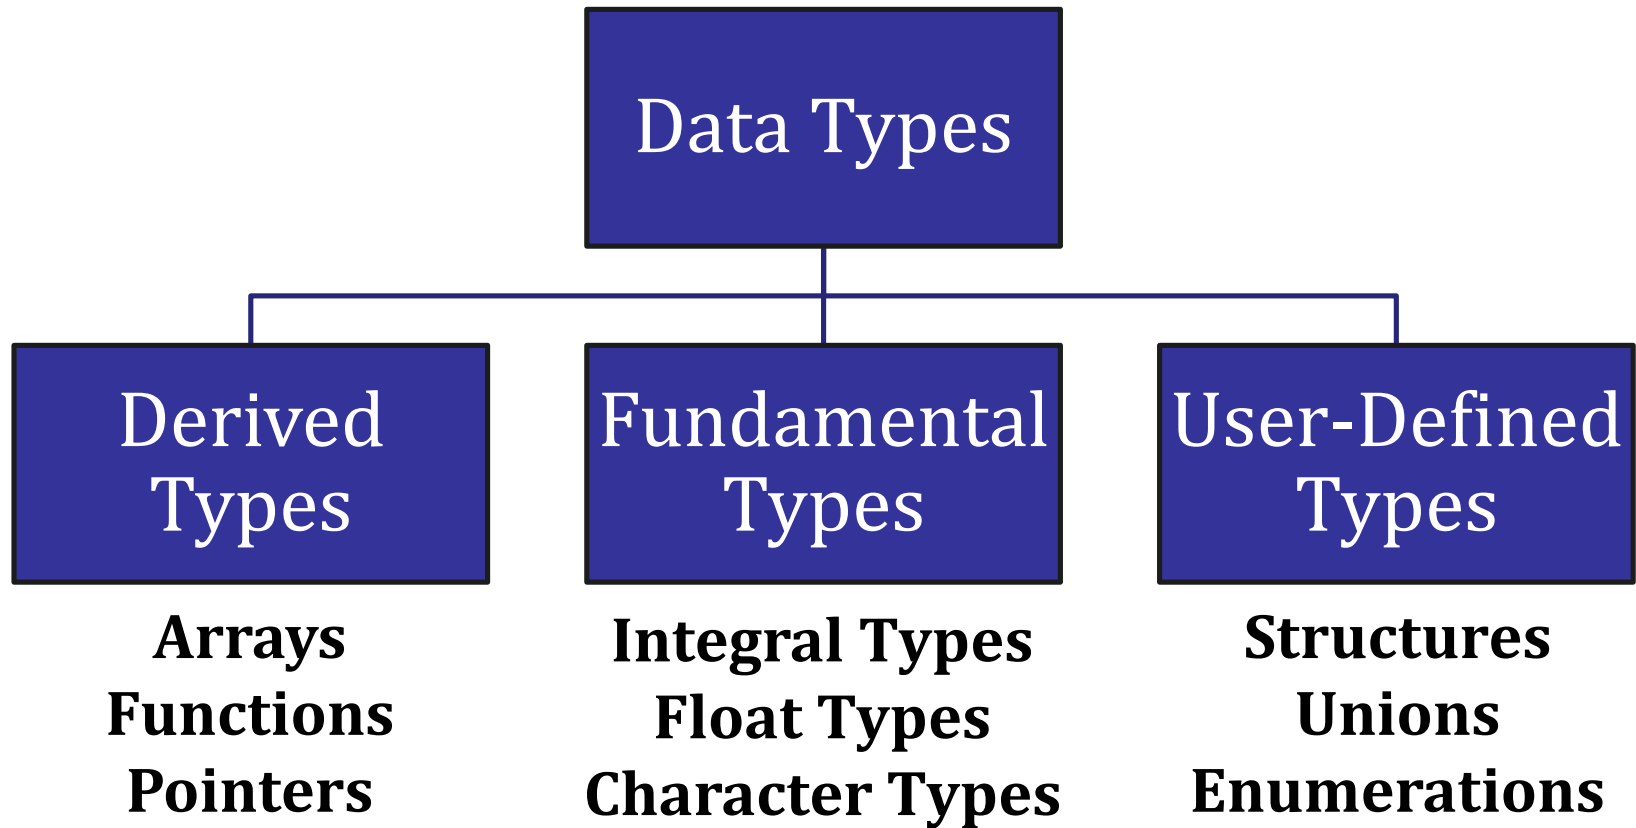 Data Types
Derived
Types
Arrays
Functions
Pointers
Fundamental
Types
Integral Types
Float Types
Character Types
User-Defined
Types
Structures
Unions
Enumerations